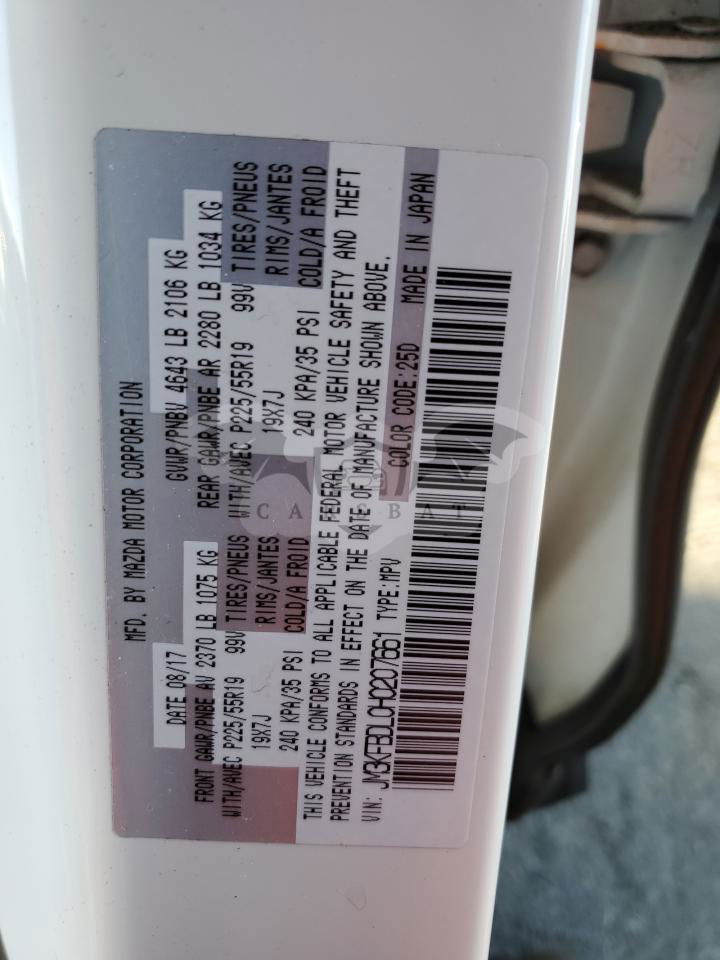 MFD. BY MAZDA MOTOR CORPORATION
DATE 08/17 GVWR/PNBV 4643 LB 2106 KG
FRONT GAWR/PNBE AV 2370 LB 1075 KG REAR GAWR/PNBE AR 2280 LB 1034 KG
WITH/AVEC P225/55R19 99V TIRES/PNEUS WITH/AVEC P225/55R19 99V TIRES/PNEUS
19X7J RIMS/JANTES 19X7J RIMS/JANTES
240 KPA/35 PSI COLD/A FROID 240 KPA/35 PSI COLD/A FROID
THIS VEHICLE CONFORMS TO ALL APPLICABLE FEDERAL MOTOR VEHICLE SAFETY AND THEFT
PREVENTION STANDARDS IN EFFECT ON THE DATE OF MANUFACTURE SHOWN ABOVE.
VIN: JM3KFBDL0H0207661 TYPE:MPV COLOR CODE:25D MADE IN JAPAN
CARBAT